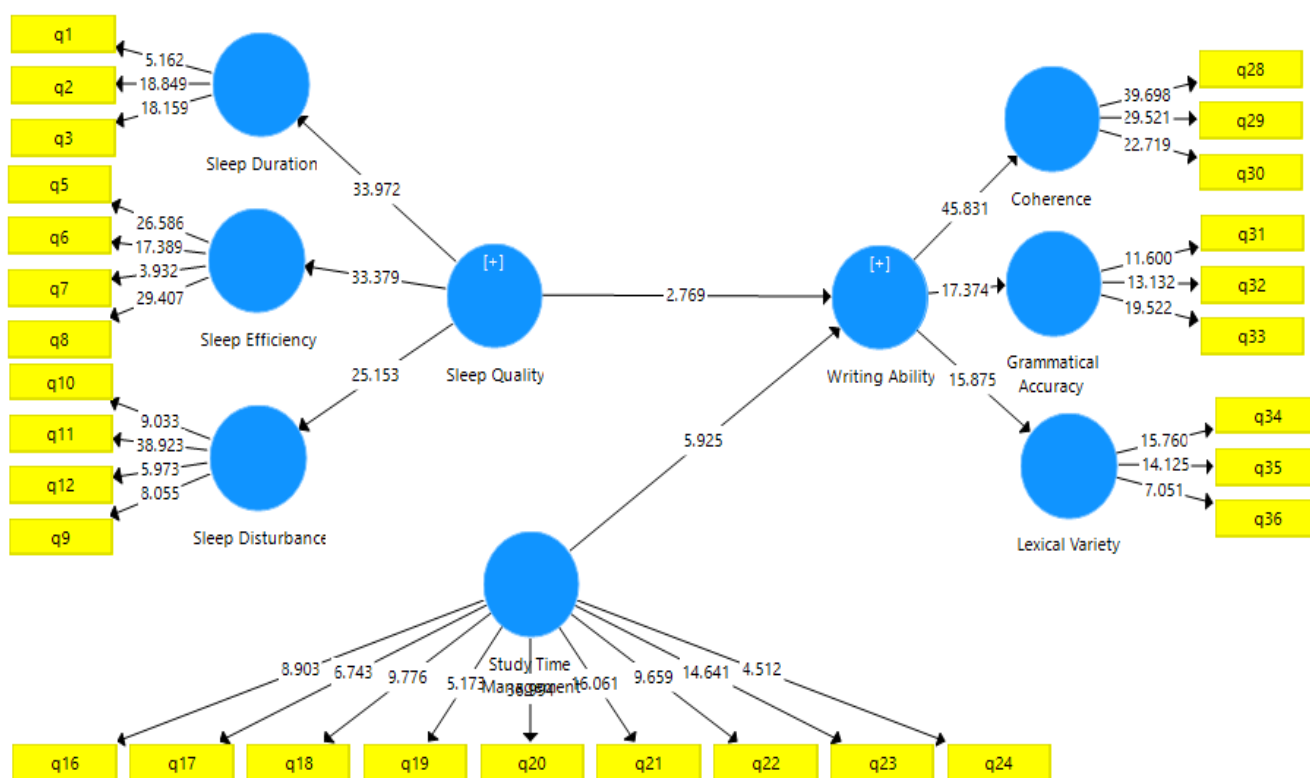 q1
q2
q3
5.162
18.849
18.159
Sleep Duration
33.972
q5
q6
q7
q8
26.586
17.389
3.932
29.407
Sleep Efficiency
33.379
q10
q11
q12
q9
9.033
38.923
5.973
8.055
Sleep Disturbance
25.153
[+]
Sleep Quality
2.769
[+]
Writing Ability
5.925
45.831
17.374
15.875
Coherence
39.698
29.521
22.719
q28
q29
q30
Grammatical
Accuracy
11.600
13.132
19.522
q31
q32
q33
Lexical Variety
15.760
14.125
7.051
q34
q35
q36
Study Time
Management
8.903
6.743
9.776
5.173
16.061
9.659
14.641
4.512
q16
q17
q18
q19
q20
q21
q22
q23
q24